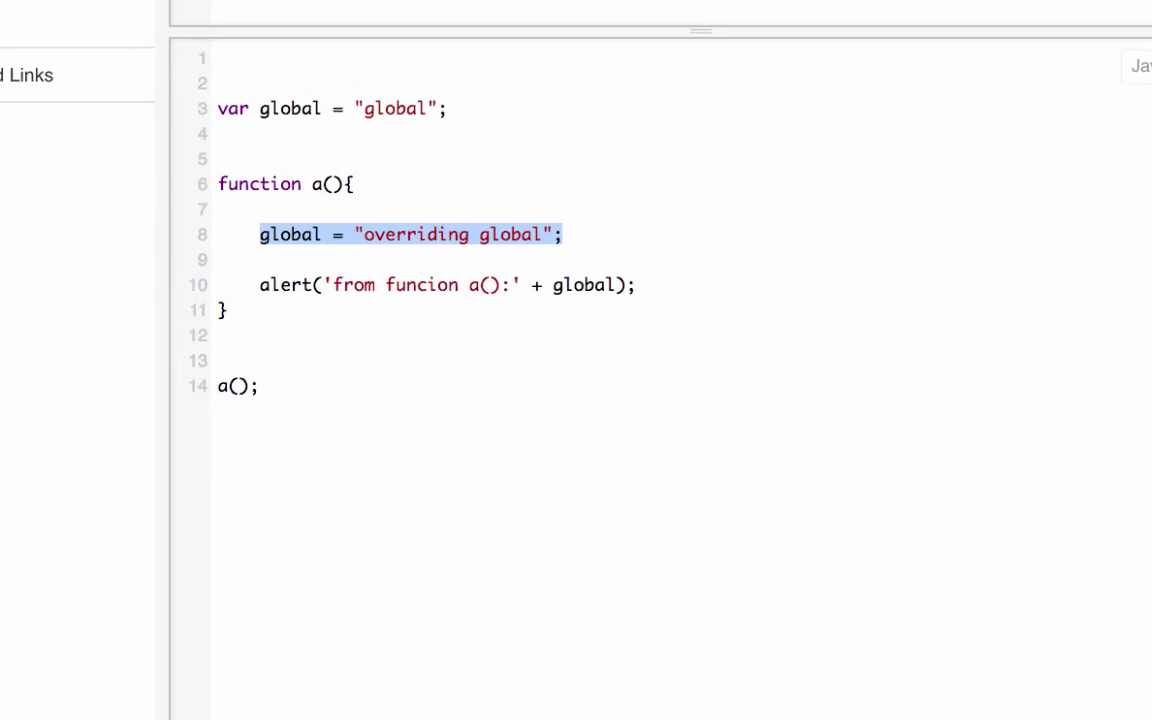 d Links
Jav
1
2
3 var global = "global";
4
5
6 function a(){
7
8 global = "overriding global";
9
10 alert('from funcion a():' + global);
11 }
12
13
14 a();